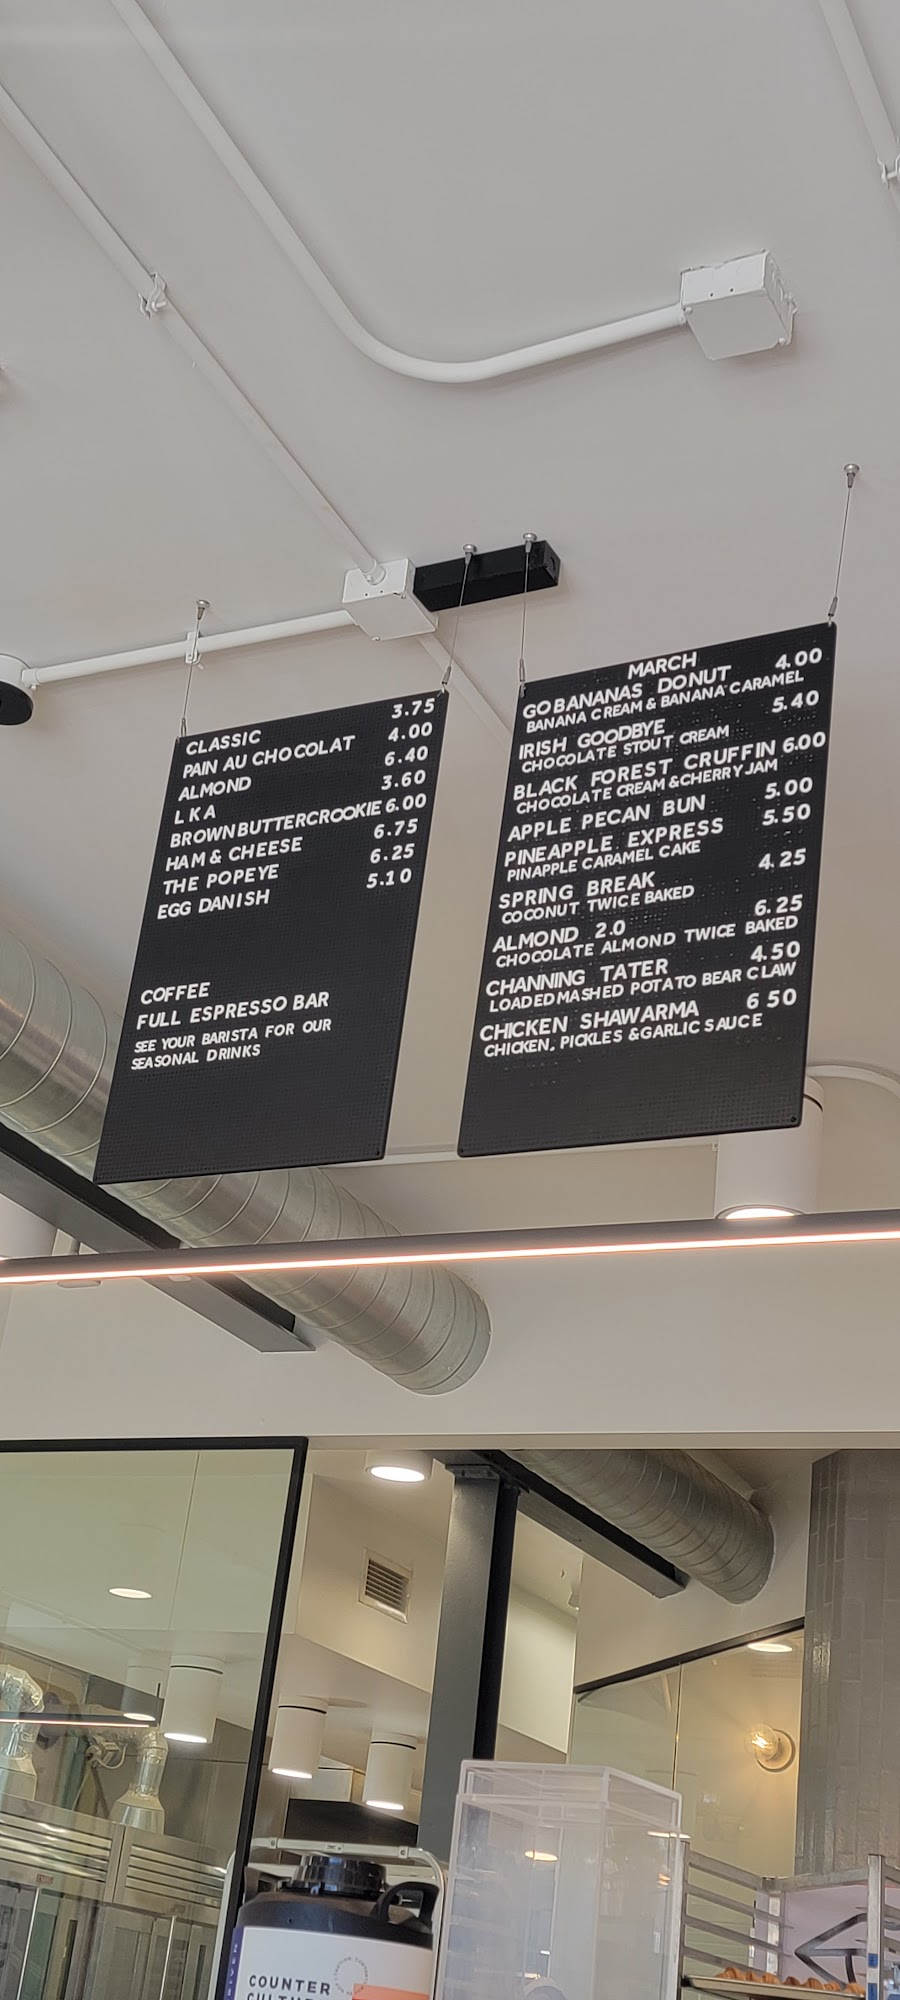 CLASSIC 3.75
PAIN AU CHOCOLAT 4.00
ALMOND 6.40
LKA 3.60
BROWN BUTTER CROOKIE 6.00
HAM & CHEESE 6.75
THE POPEYE 6.25
EGG DANISH 5.10
COFFEE
FULL ESPRESSO BAR
SEE YOUR BARISTA FOR OUR
SEASONAL DRINKS
MARCH
GO BANANAS DONUT 4.00
BANANA CREAM & BANANA CARAMEL
IRISH GOODBYE 5.40
CHOCOLATE STOUT CREAM
BLACK FOREST CRUFFIN 6.00
CHOCOLATE CREAM & CHERRY JAM
APPLE PECAN BUN 5.00
PINEAPPLE EXPRESS 5.50
PINAPPLE CARAMEL CAKE
SPRING BREAK 4.25
COCONUT TWICE BAKED
ALMOND 2.0 6.25
CHOCOLATE ALMOND TWICE BAKED
CHANNING TATER 4.50
LOADED MASHED POTATO BEAR CLAW
CHICKEN SHAWARMA 6 50
CHICKEN, PICKLES & GARLIC SAUCE
COUNTER